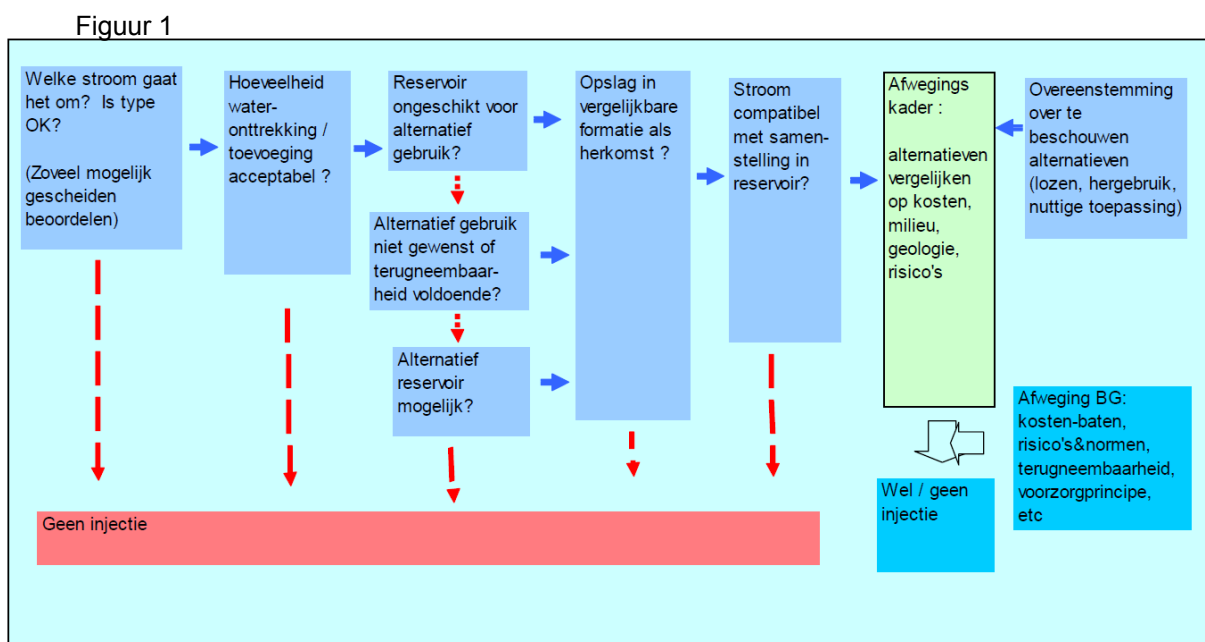 Figuur 1
Welke stroom gaat
het om? Is type
OK?
(Zoveel mogelijk
gescheiden
beoordelen)
Hoeveelheid
water-
onttrekking /
toevoeging
acceptabel ?
Reservoir
ongeschikt voor
alternatief
gebruik?
Alternatief gebruik
niet gewenst of
terugneembaar-
heid voldoende?
Alternatief
reservoir
mogelijk?
Opslag in
vergelijkbare
formatie als
herkomst ?
Stroom
compatibel
met samen-
stelling in
reservoir?
Afwegings
kader :
alternatieven
vergelijken
op kosten,
milieu,
geologie,
risico's
Overeenstemming
over te
beschouwen
alternatieven
(lozen, hergebruik,
nuttige toepassing)
Afweging BG:
kosten-baten,
risico's&normen,
terugneembaarheid,
voorzorgprincipe,
etc
Wel / geen
injectie
Geen injectie